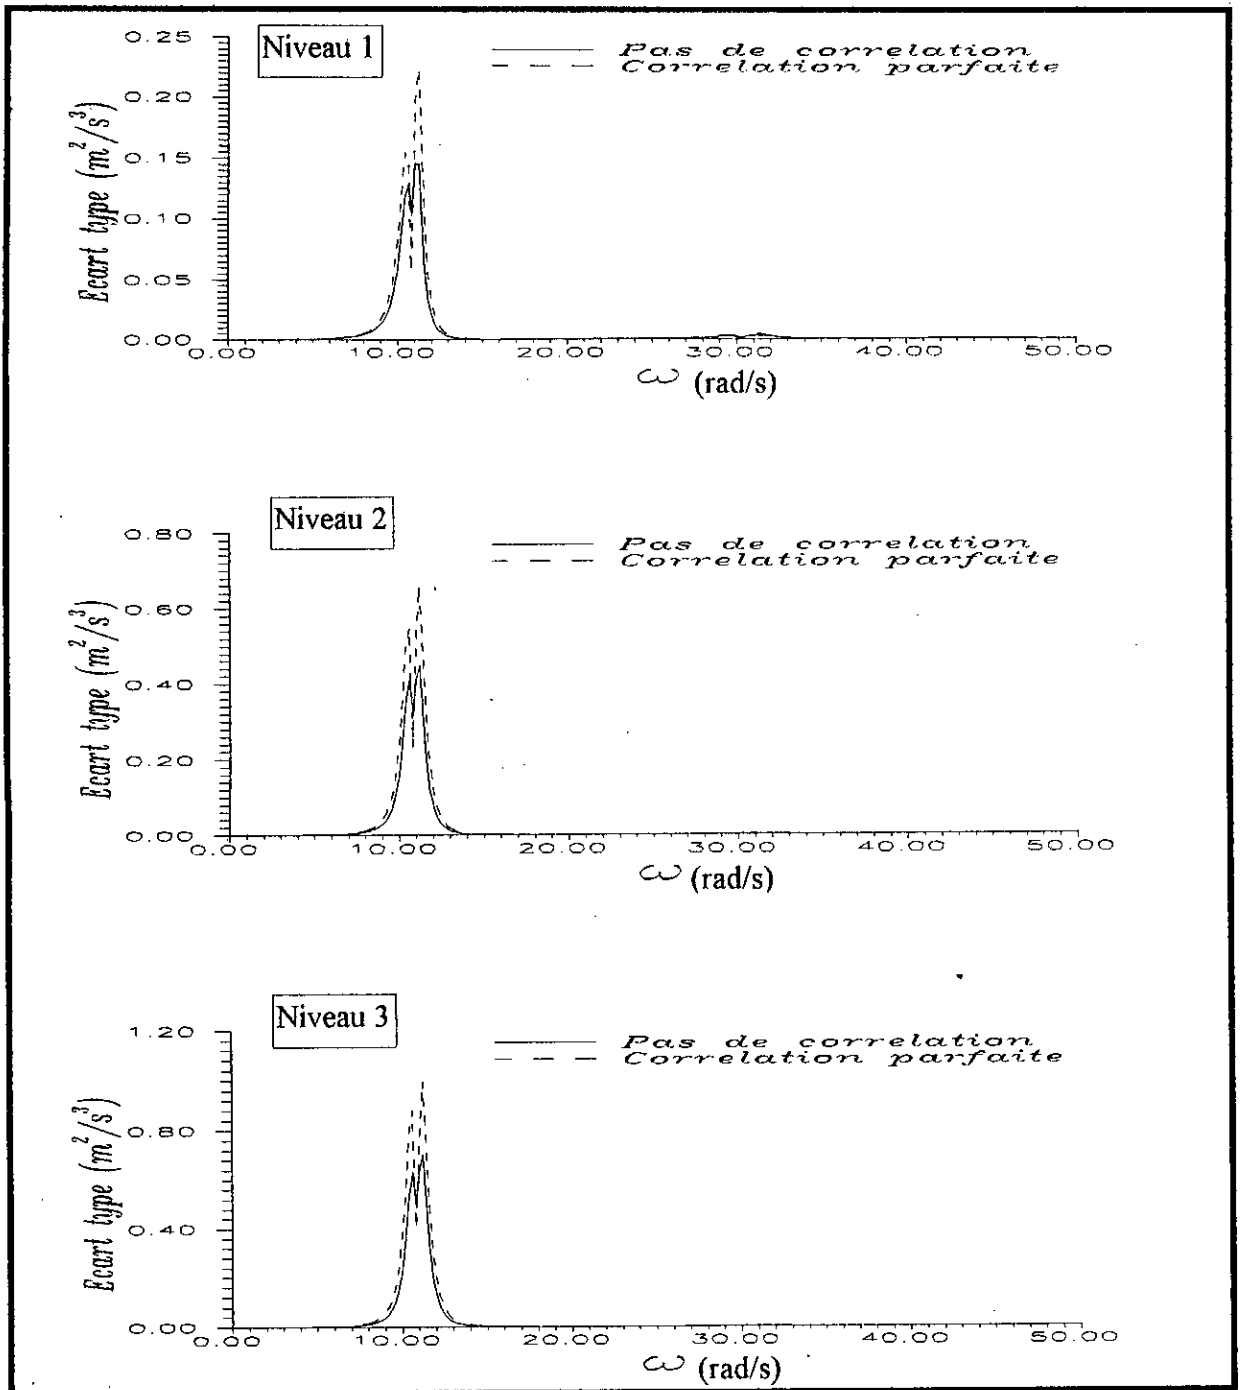 Niveau 1
Pas de correlation
Correlation parfaite
Ecart type (m²/s³)
0.25
0.20
0.15
0.10
0.05
0.00
0.00 10.00 20.00 30.00 40.00 50.00
ω (rad/s)
Niveau 2
Pas de correlation
Correlation parfaite
Ecart type (m²/s³)
0.80
0.60
0.40
0.20
0.00
0.00 10.00 20.00 30.00 40.00 50.00
ω (rad/s)
Niveau 3
Pas de correlation
Correlation parfaite
Ecart type (m²/s³)
1.20
0.80
0.40
0.00
0.00 10.00 20.00 30.00 40.00 50.00
ω (rad/s)